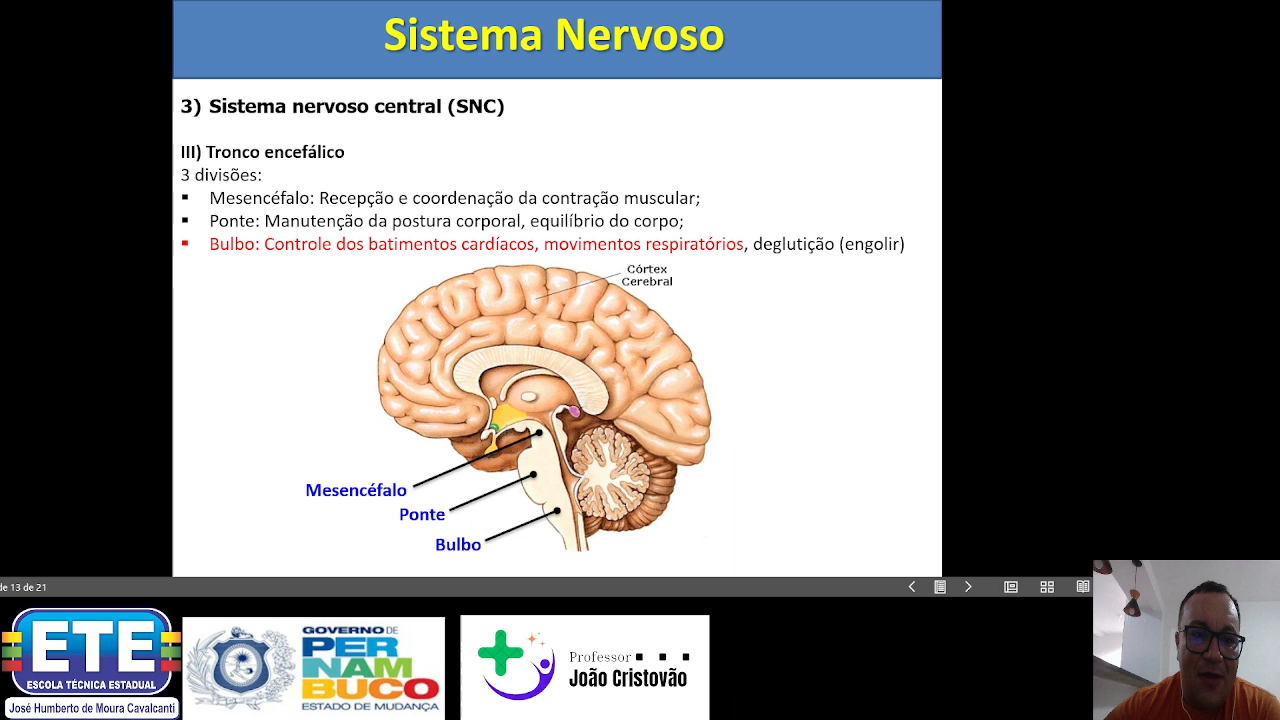 Sistema Nervoso
3) Sistema nervoso central (SNC)
III) Tronco encefálico
3 divisões:
▪ Mesencéfalo: Recepção e coordenação da contração muscular;
▪ Ponte: Manutenção da postura corporal, equilíbrio do corpo;
▪ Bulbo: Controle dos batimentos cardíacos, movimentos respiratórios, deglutição (engolir)
Córtex
Cerebral
Mesencéfalo
Ponte
Bulbo
de 13 de 21
ETE
ESCOLA TÉCNICA ESTADUAL
José Humberto de Moura Cavalcanti
GOVERNO DE
PER
NAM
BUCO
ESTADO DE MUDANÇA
Professor
João Cristovão